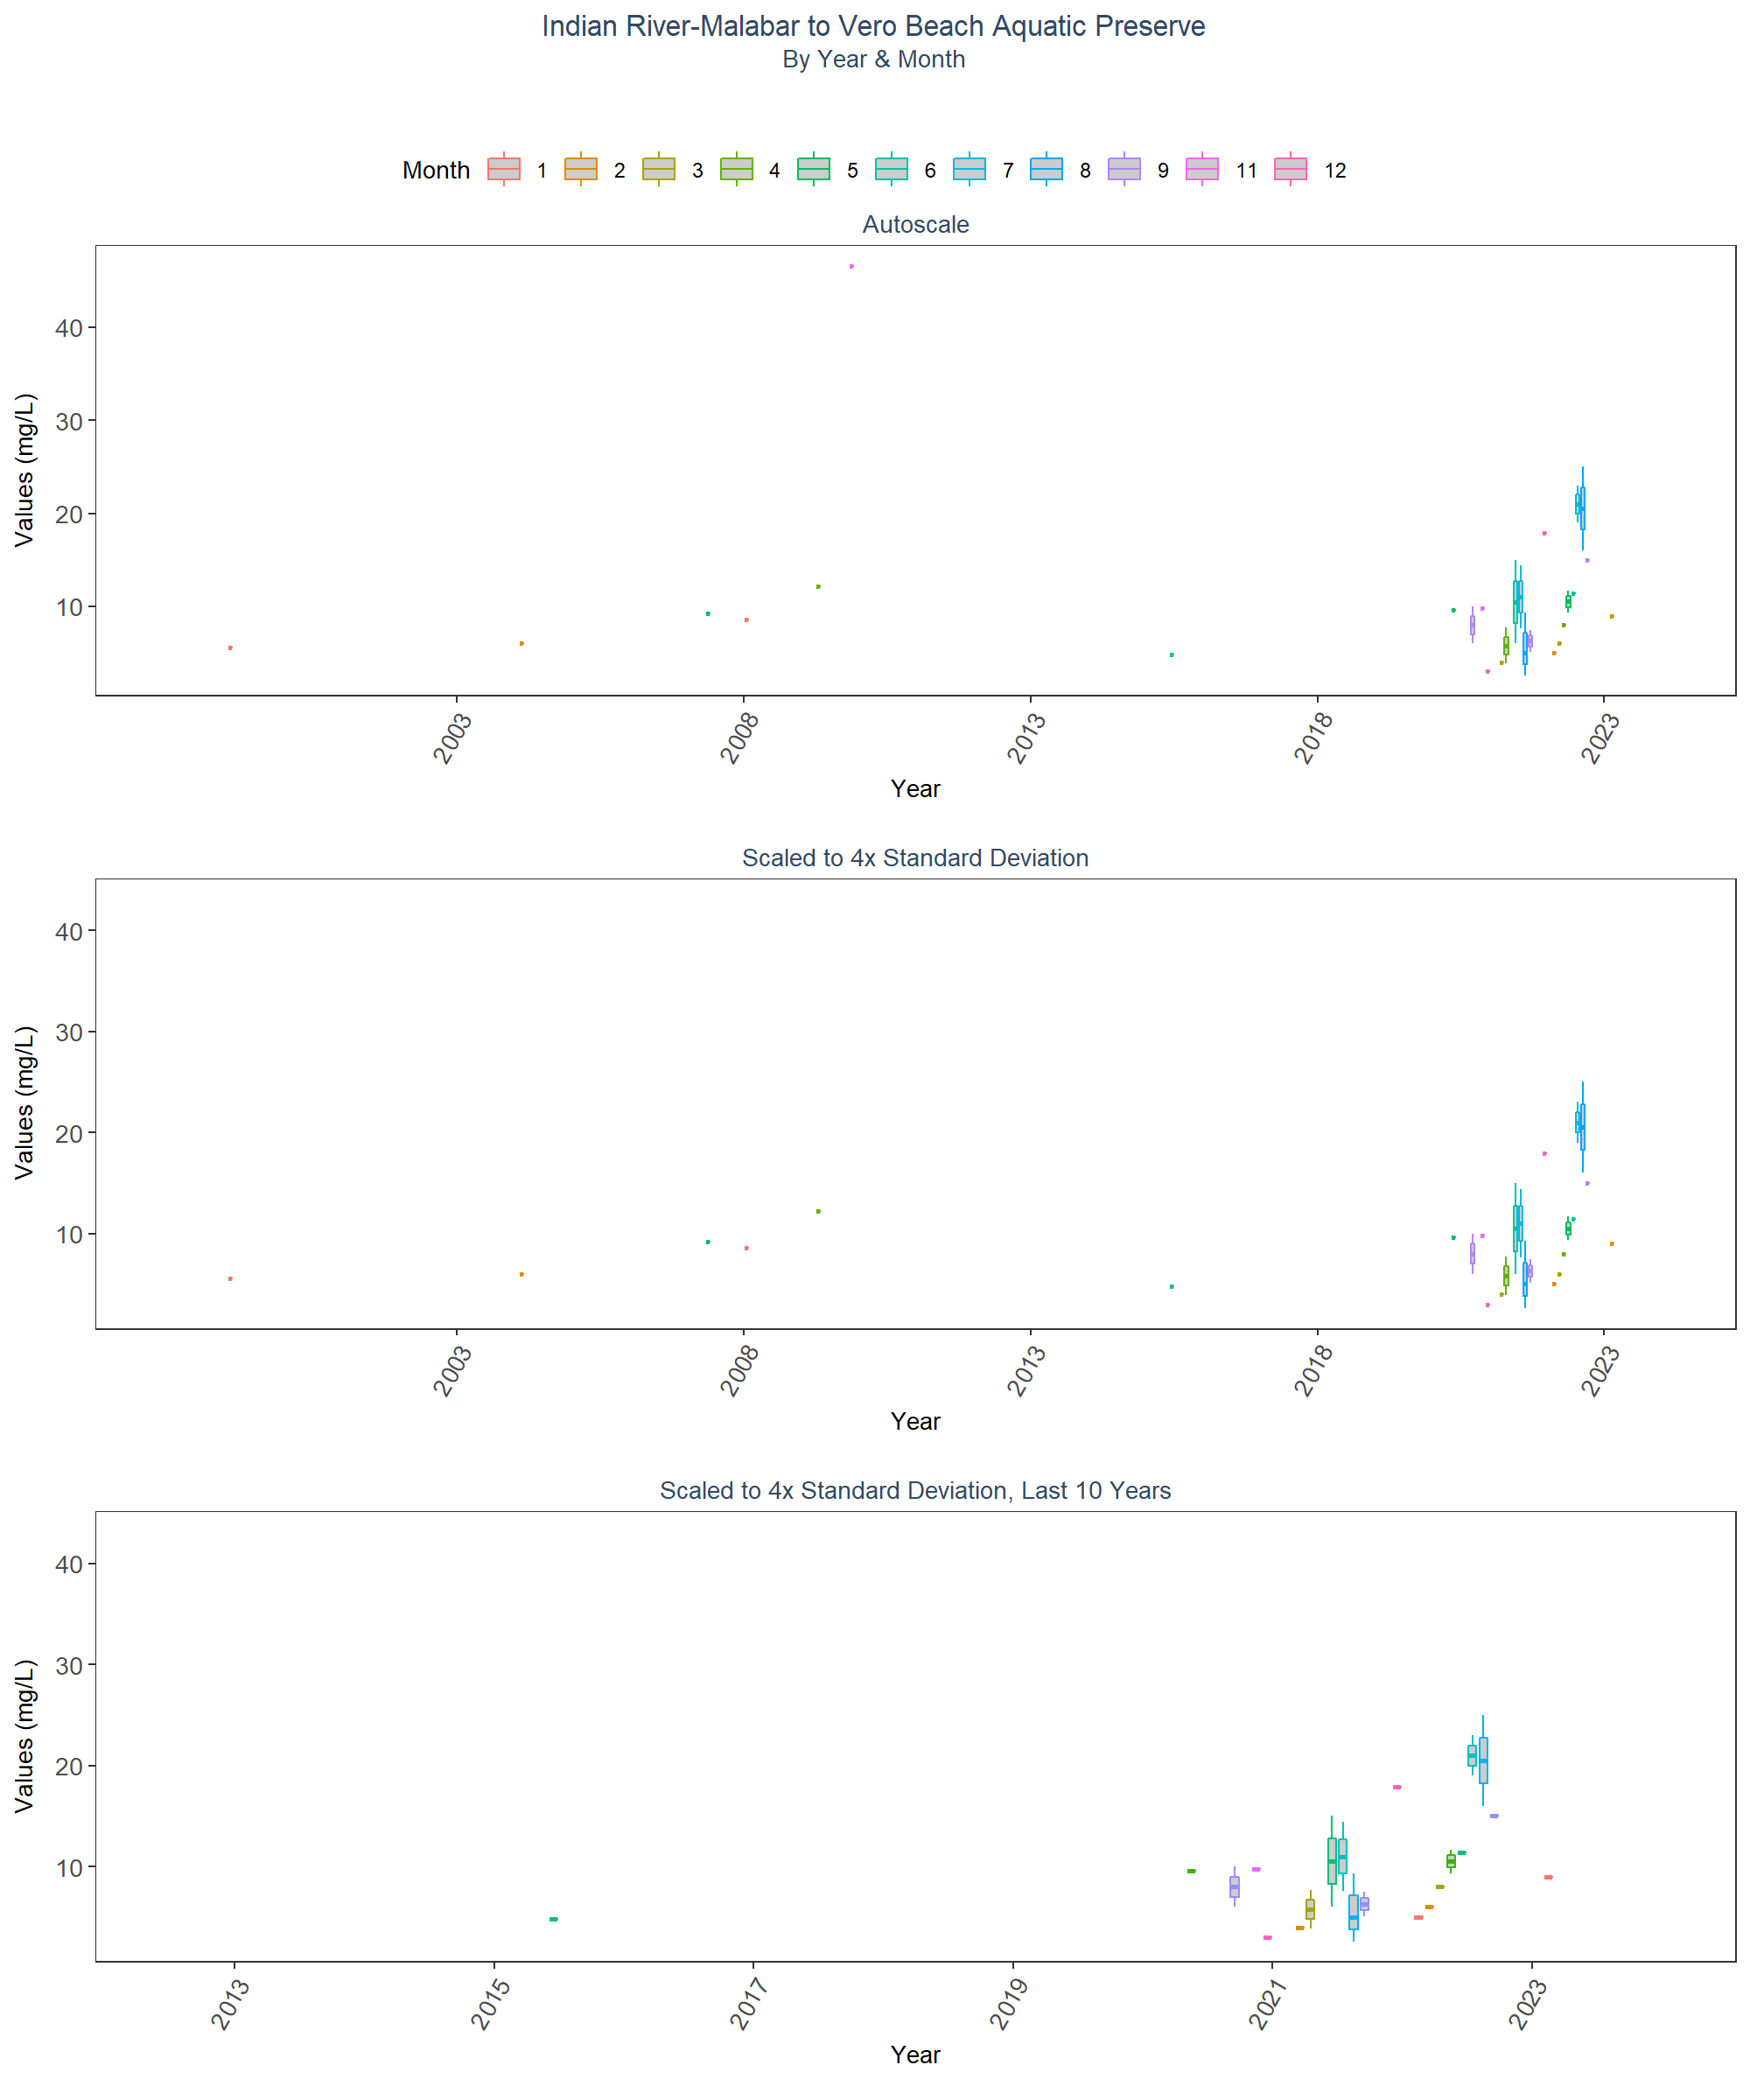 Indian River-Malabar to Vero Beach Aquatic Preserve
By Year & Month
Month 1 2 3 4 5 6 7 8 9 11 12
Autoscale
40
30
20
10
Values (mg/L)
2003 2008 2013 2018 2023
Year
Scaled to 4x Standard Deviation
40
30
20
10
Values (mg/L)
2003 2008 2013 2018 2023
Year
Scaled to 4x Standard Deviation, Last 10 Years
40
30
20
10
Values (mg/L)
2013 2015 2017 2019 2021 2023
Year